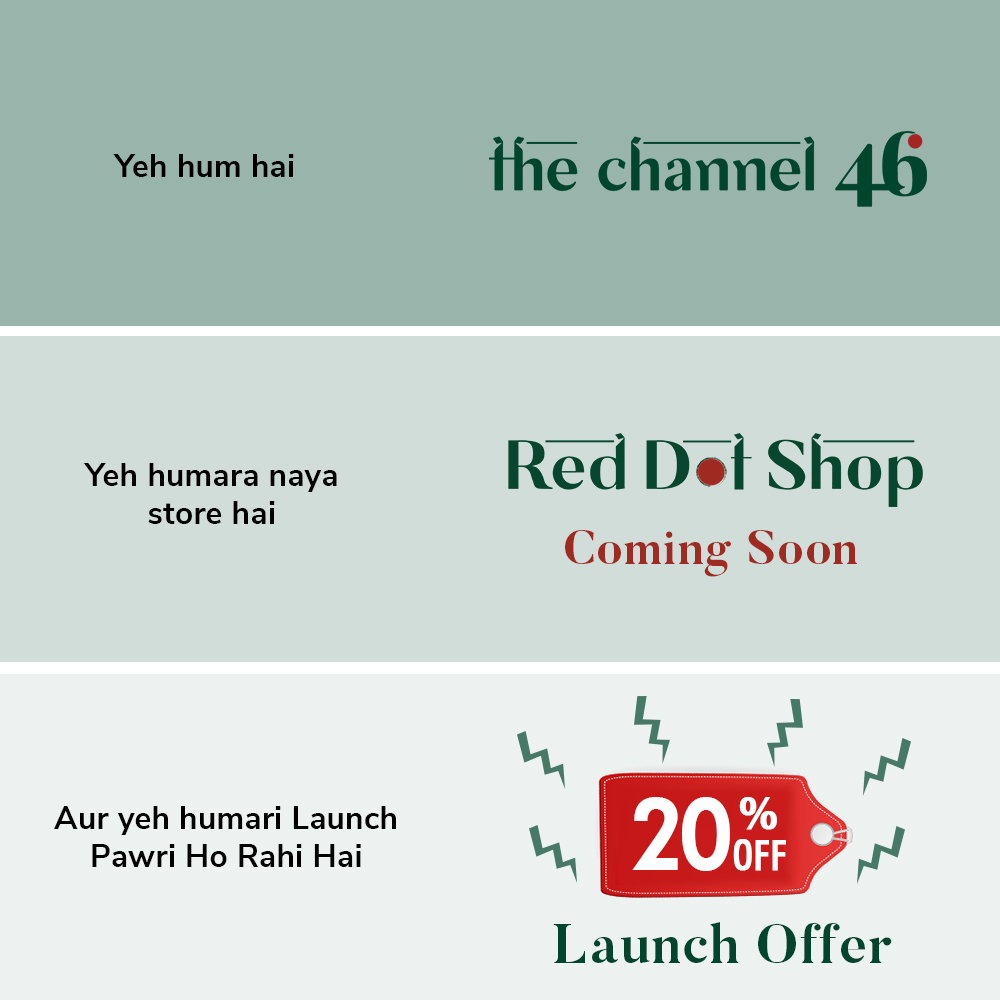 Yeh hum hai
the channel 46
Yeh humara naya
store hai
Red Dot Shop
Coming Soon
Aur yeh humari Launch
Pawri Ho Rahi Hai
20% OFF
Launch Offer